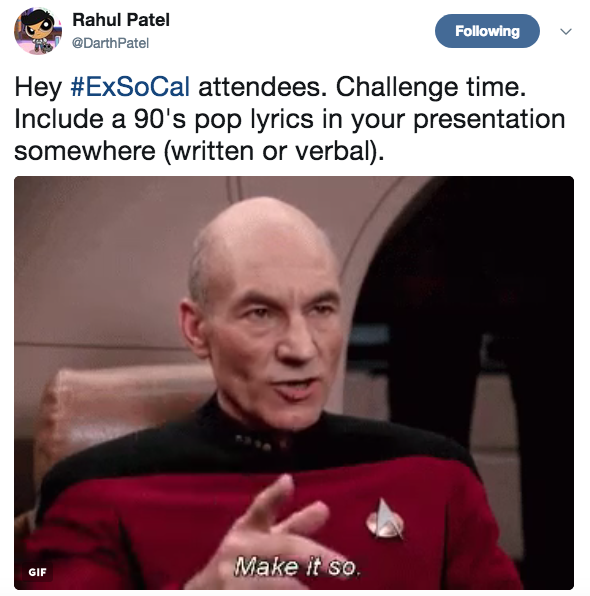 Rahul Patel
@DarthPatel
Following
Hey #ExSoCal attendees. Challenge time.
Include a 90's pop lyrics in your presentation
somewhere (written or verbal).
Make it so.
GIF